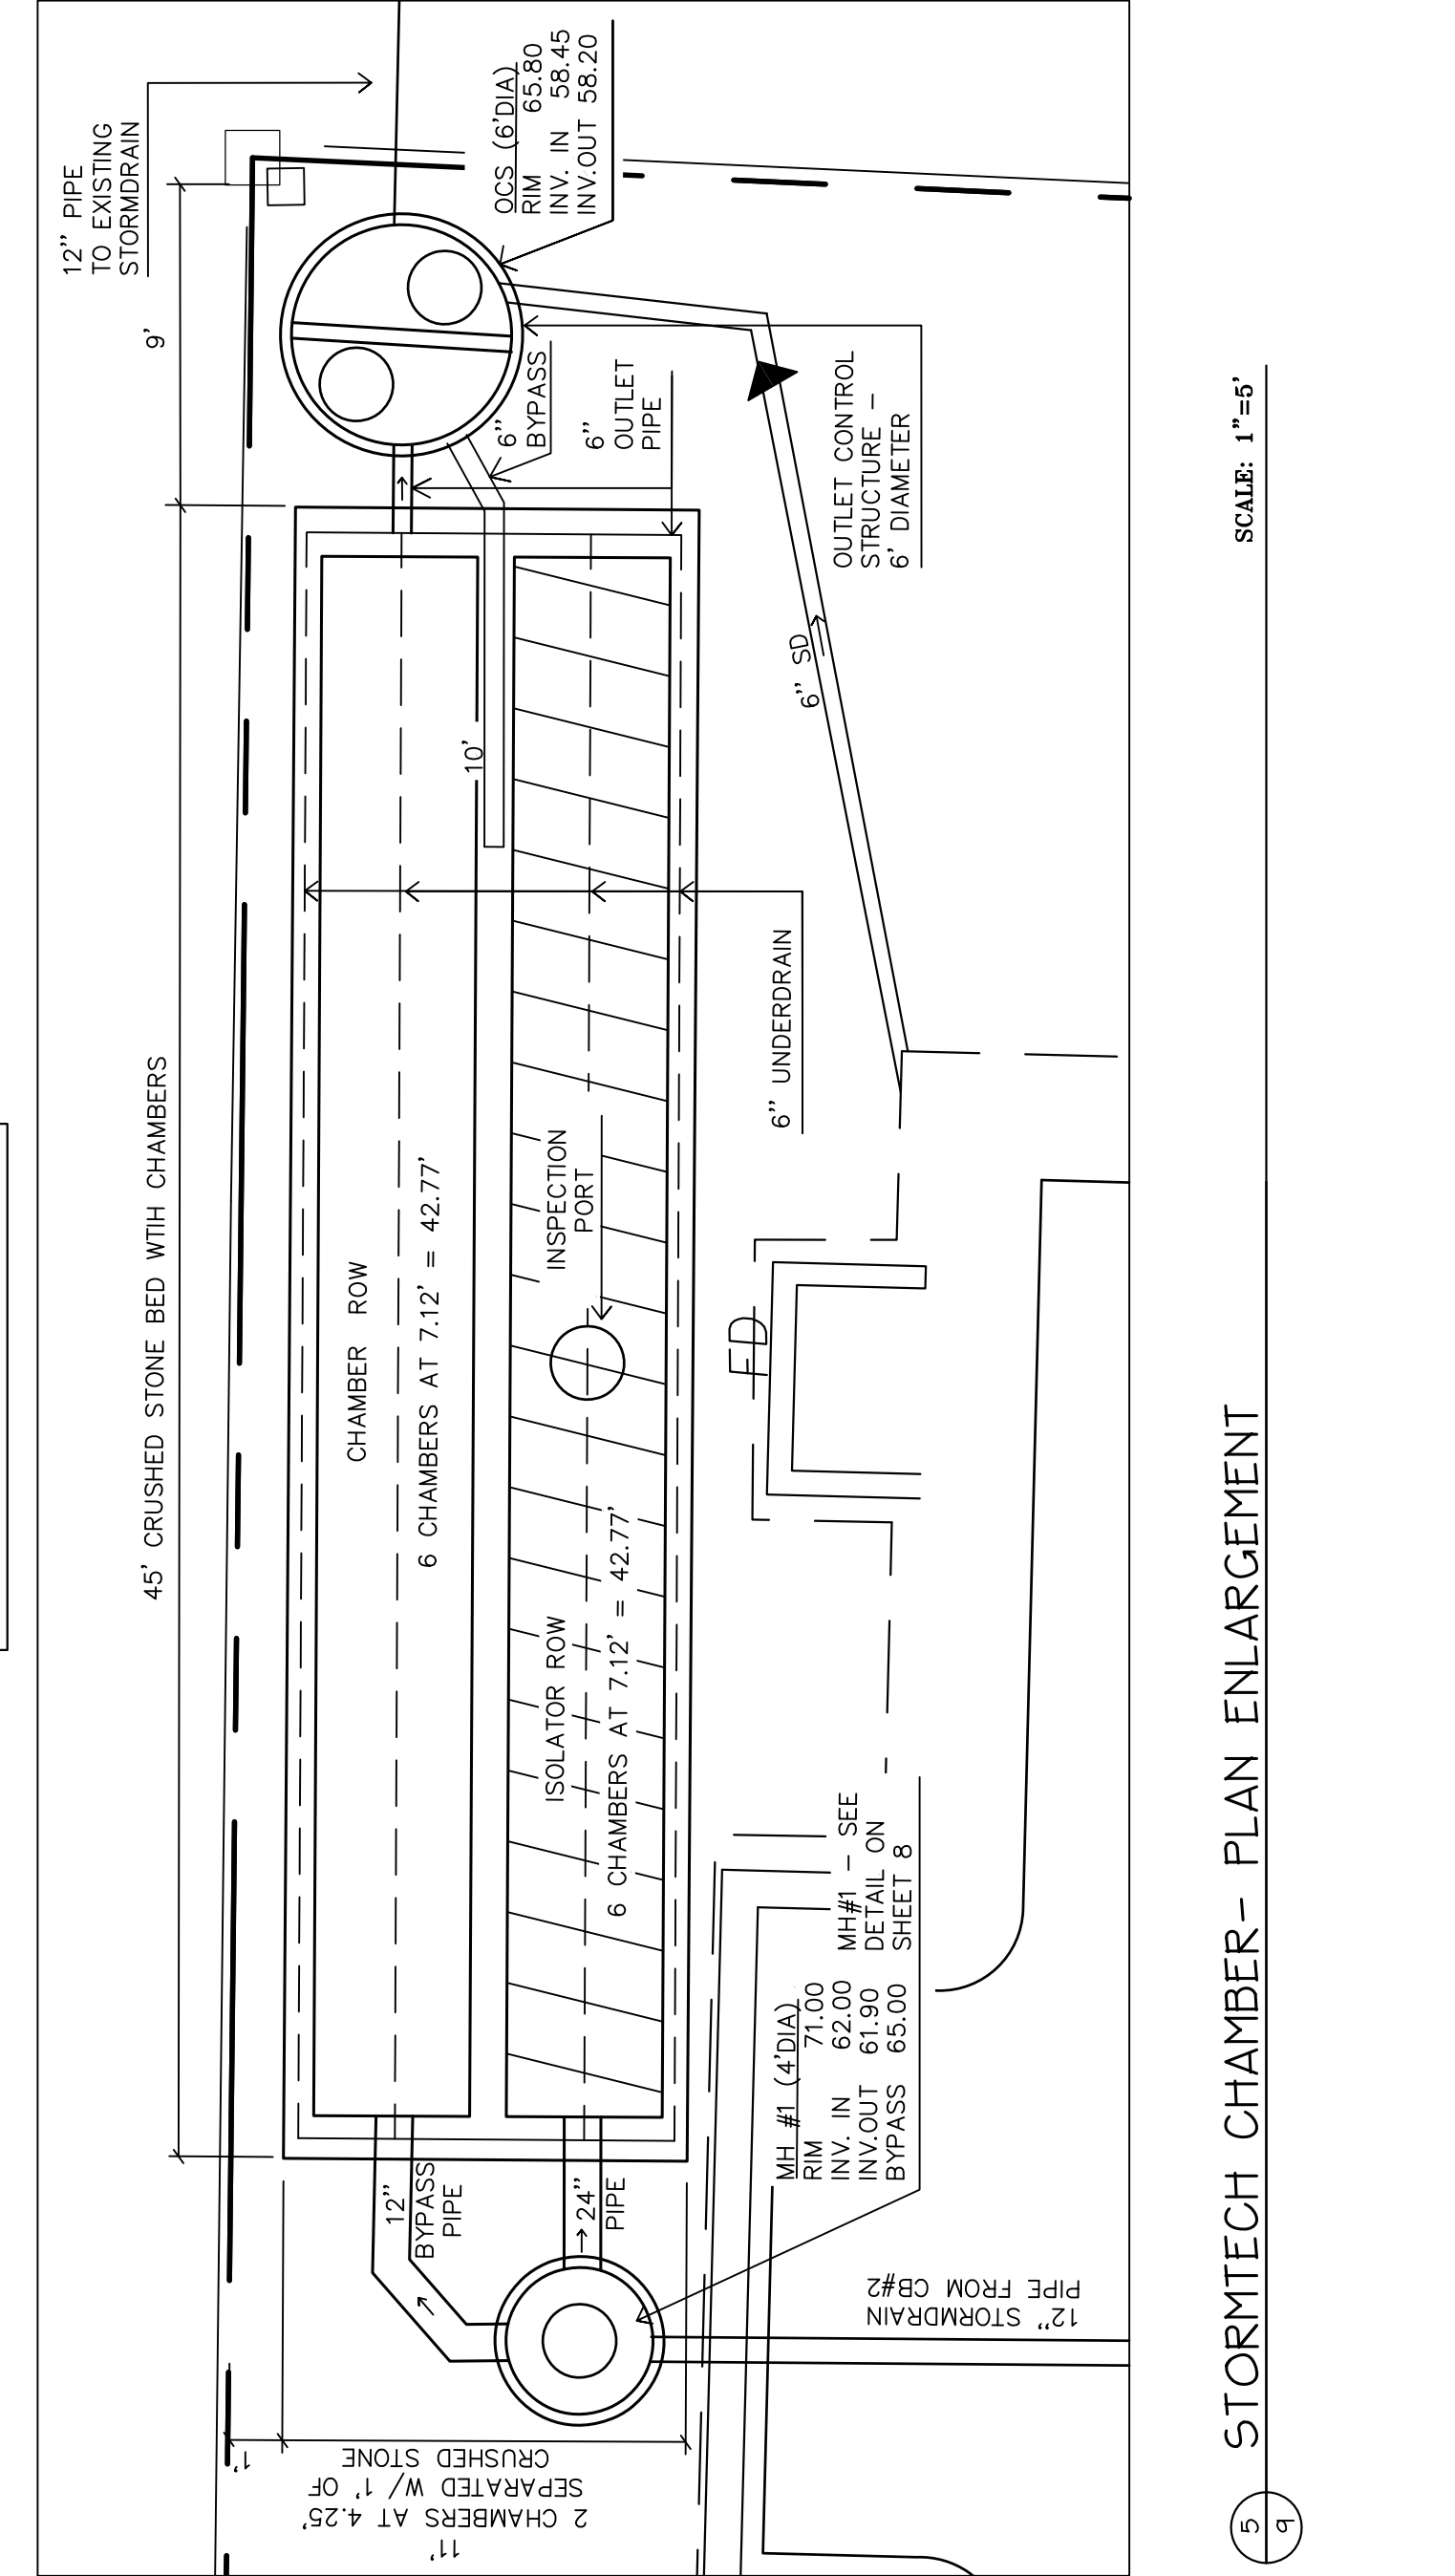 12" PIPE
TO EXISTING
STORMDRAIN
9'
OCS (6'DIA)
RIM 65.80
INV. IN 58.45
INV.OUT 58.20
6"
BYPASS
6"
OUTLET
PIPE
OUTLET CONTROL
STRUCTURE –
6' DIAMETER
6" SD
10'
45' CRUSHED STONE BED WTIH CHAMBERS
6" UNDERDRAIN
CHAMBER ROW
6 CHAMBERS AT 7.12' = 42.77'
INSPECTION
PORT
FD
ISOLATOR ROW
6 CHAMBERS AT 7.12' = 42.77'
MH#1 – SEE
DETAIL ON
SHEET 8
MH #1 (4'DIA)
RIM 71.00
INV. IN 62.00
INV.OUT 61.90
BYPASS 65.00
12"
BYPASS
PIPE
24"
PIPE
12" STORMDRAIN
PIPE FROM CB#2
1'
11'
2 CHAMBERS AT 4.25'
SEPARATED W/ 1' OF
CRUSHED STONE
5
9
STORMTECH CHAMBER– PLAN ENLARGEMENT
SCALE: 1"=5'